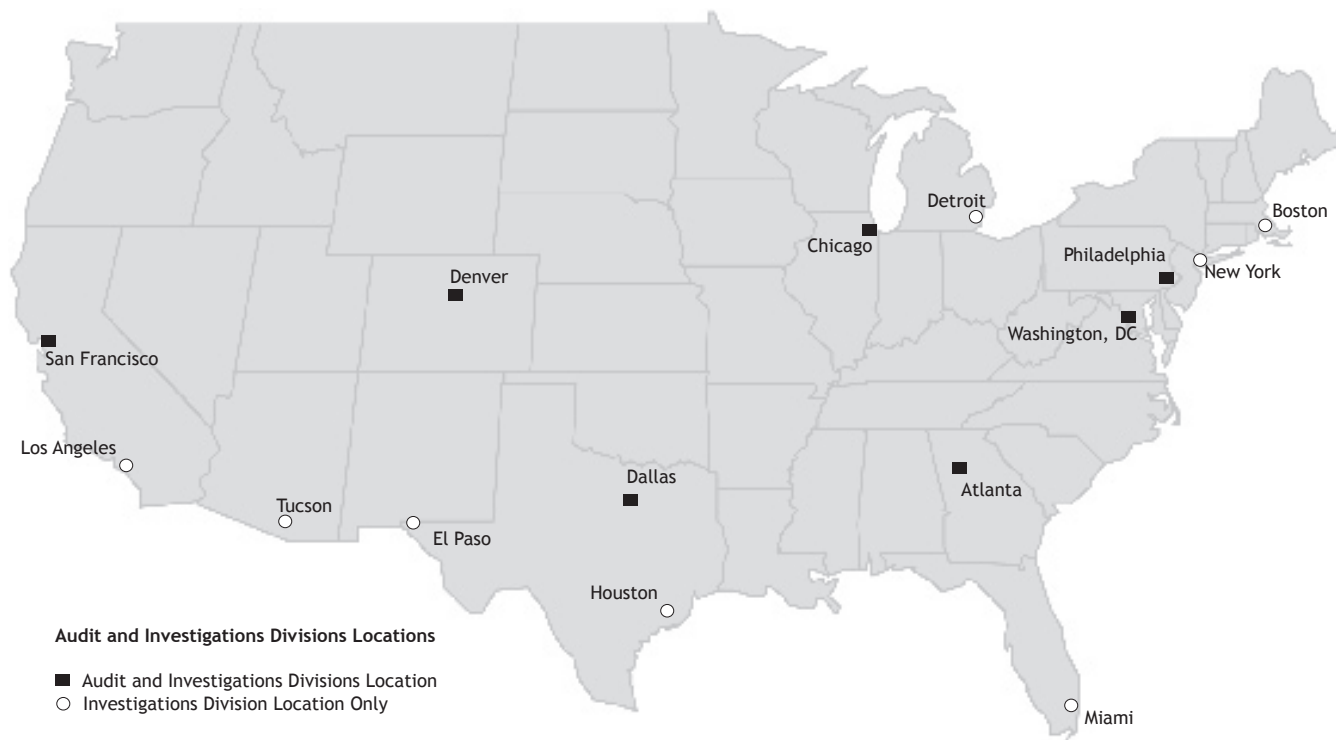 Detroit
Boston
Chicago
Philadelphia
New York
Denver
Washington, DC
San Francisco
Los Angeles
Dallas
Atlanta
Tucson
El Paso
Houston
Audit and Investigations Divisions Locations
Audit and Investigations Divisions Location
Investigations Division Location Only
Miami